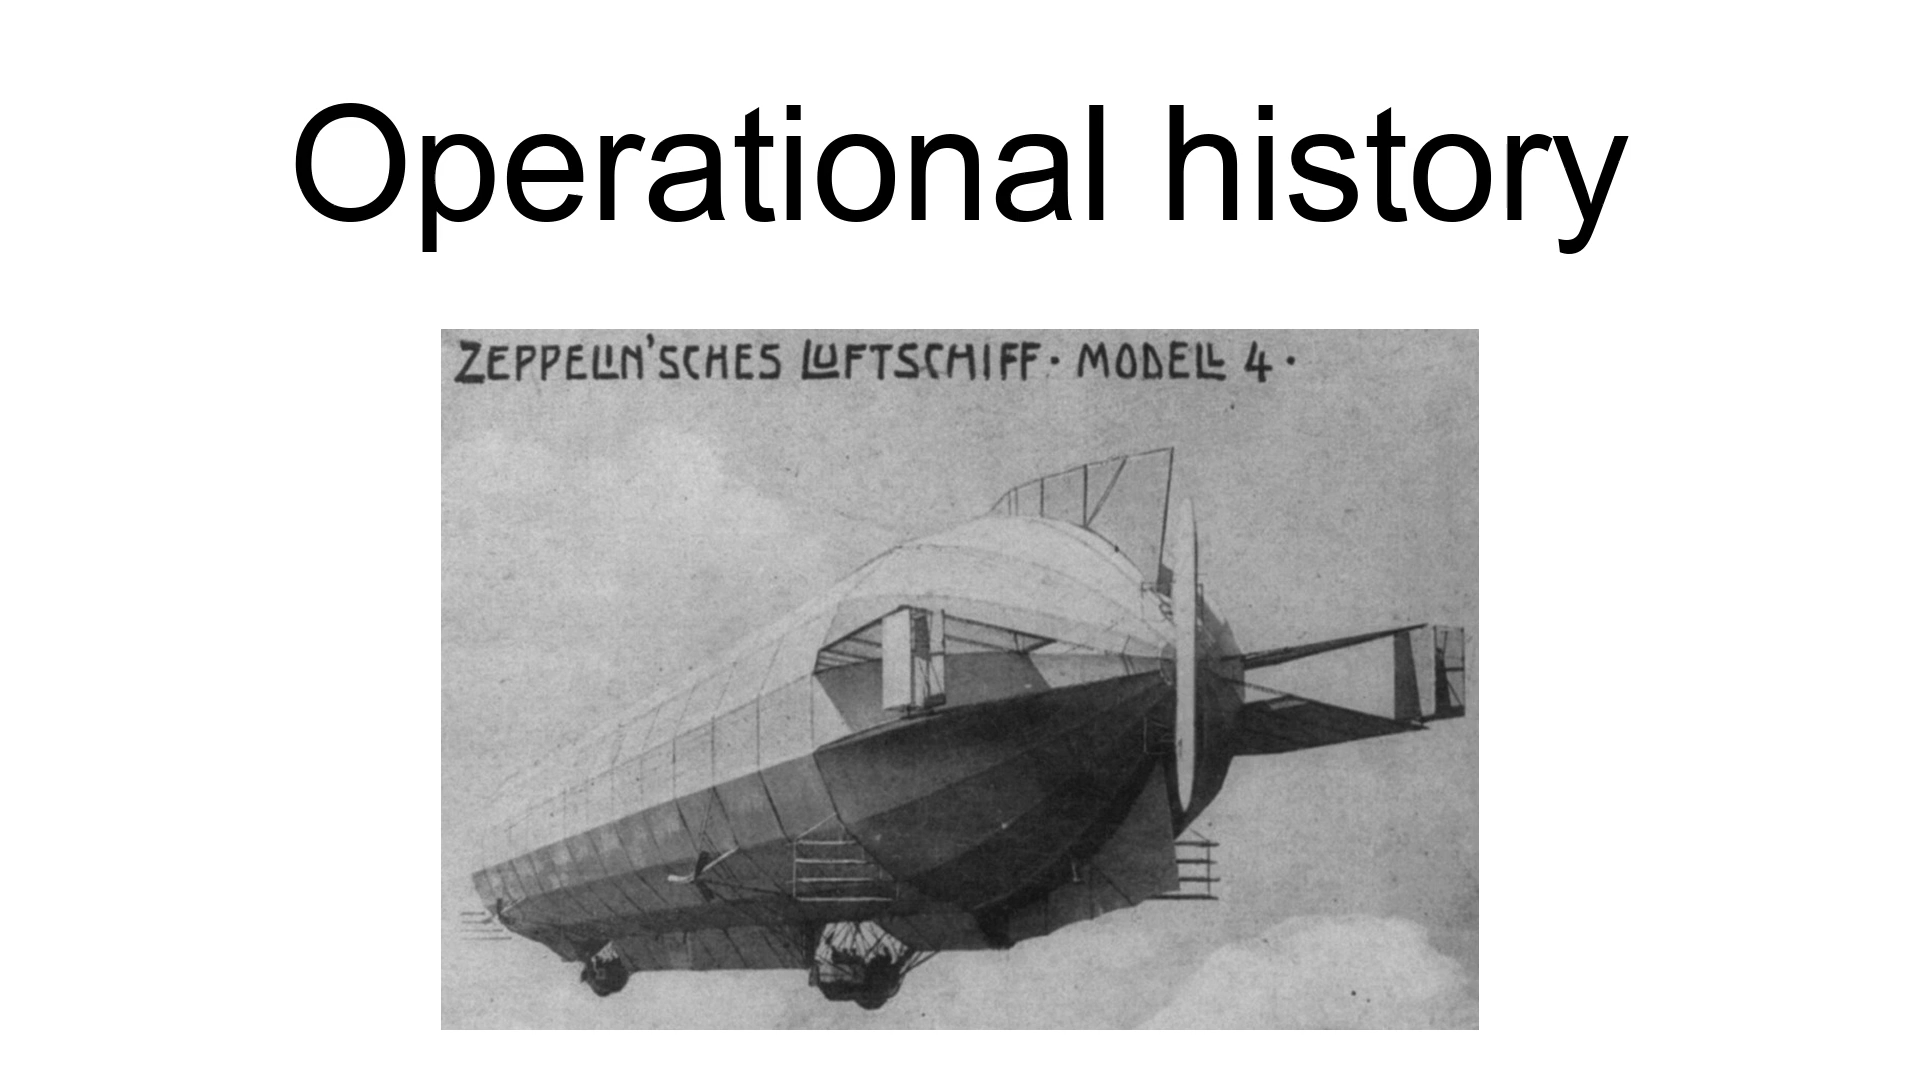 Operational history
ZEPPELIN'SCHES LUFTSCHIFF · MODELL 4 ·